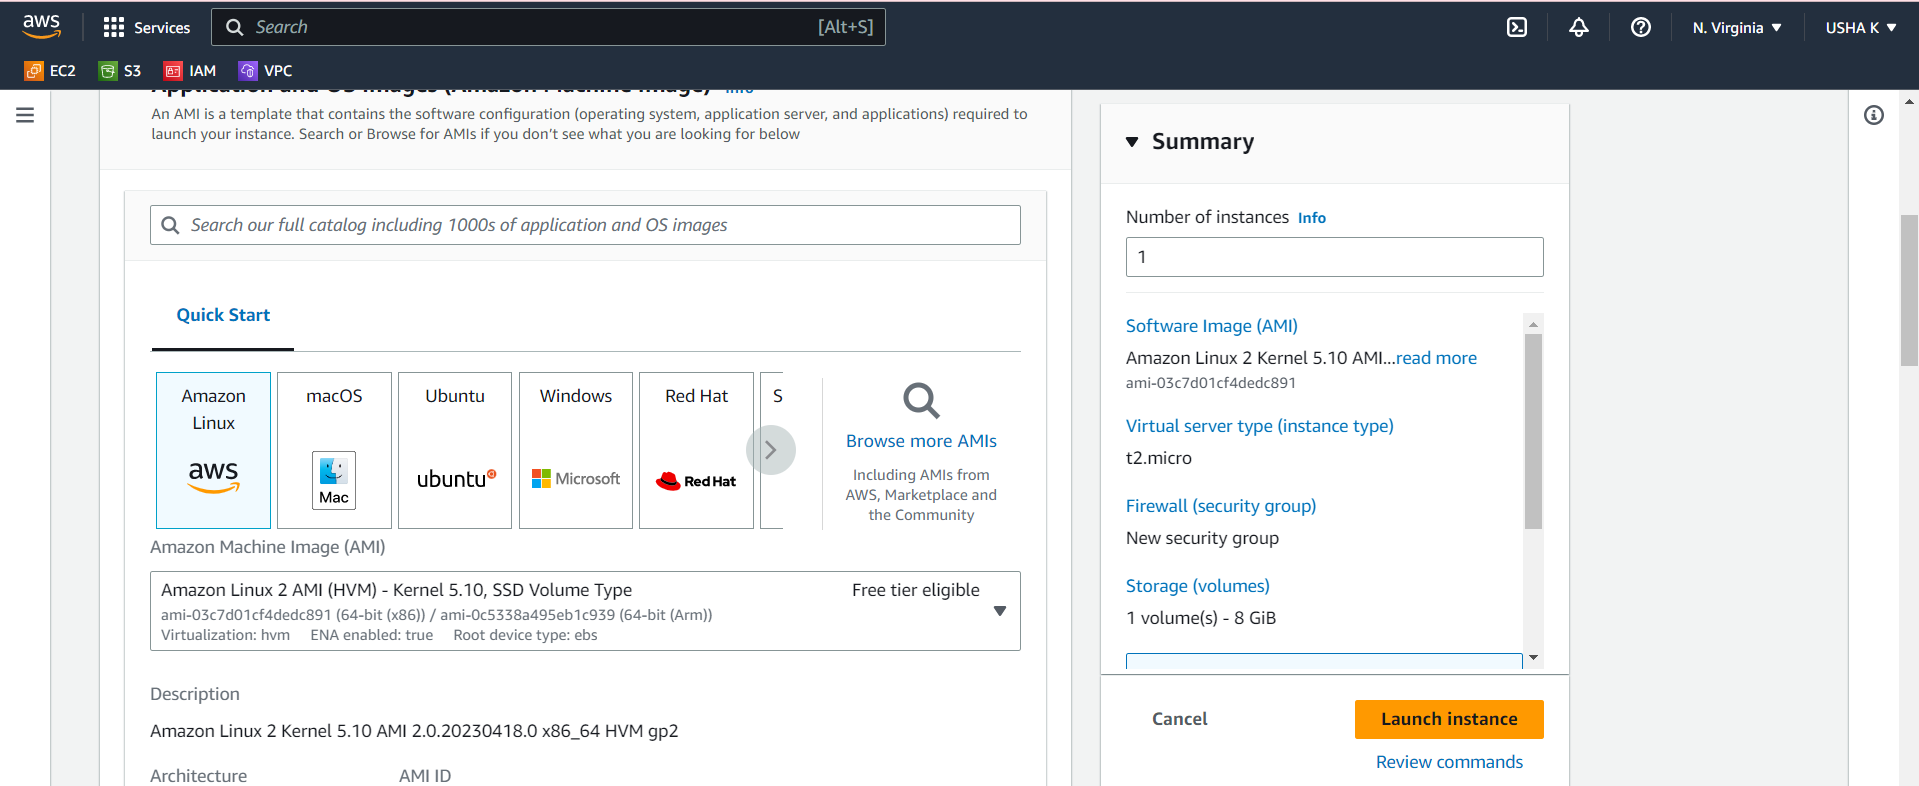 aws
Services
Search [Alt+S]
N. Virginia
USHA K
EC2 S3 IAM VPC
Application and OS Images (Amazon Machine Image) Info
An AMI is a template that contains the software configuration (operating system, application server, and applications) required to
launch your instance. Search or Browse for AMIs if you don't see what you are looking for below
Search our full catalog including 1000s of application and OS images
Quick Start
Amazon
Linux
aws
macOS
Mac
Ubuntu
ubuntu
Windows
Microsoft
Red Hat
Red Hat
S
Browse more AMIs
Including AMIs from
AWS, Marketplace and
the Community
Amazon Machine Image (AMI)
Amazon Linux 2 AMI (HVM) - Kernel 5.10, SSD Volume Type Free tier eligible
ami-03c7d01cf4dedc891 (64-bit (x86)) / ami-0c5338a495eb1c939 (64-bit (Arm))
Virtualization: hvm ENA enabled: true Root device type: ebs
Description
Amazon Linux 2 Kernel 5.10 AMI 2.0.20230418.0 x86_64 HVM gp2
Architecture AMI ID
Summary
Number of instances Info
1
Software Image (AMI)
Amazon Linux 2 Kernel 5.10 AMI...read more
ami-03c7d01cf4dedc891
Virtual server type (instance type)
t2.micro
Firewall (security group)
New security group
Storage (volumes)
1 volume(s) - 8 GiB
Cancel
Launch instance
Review commands